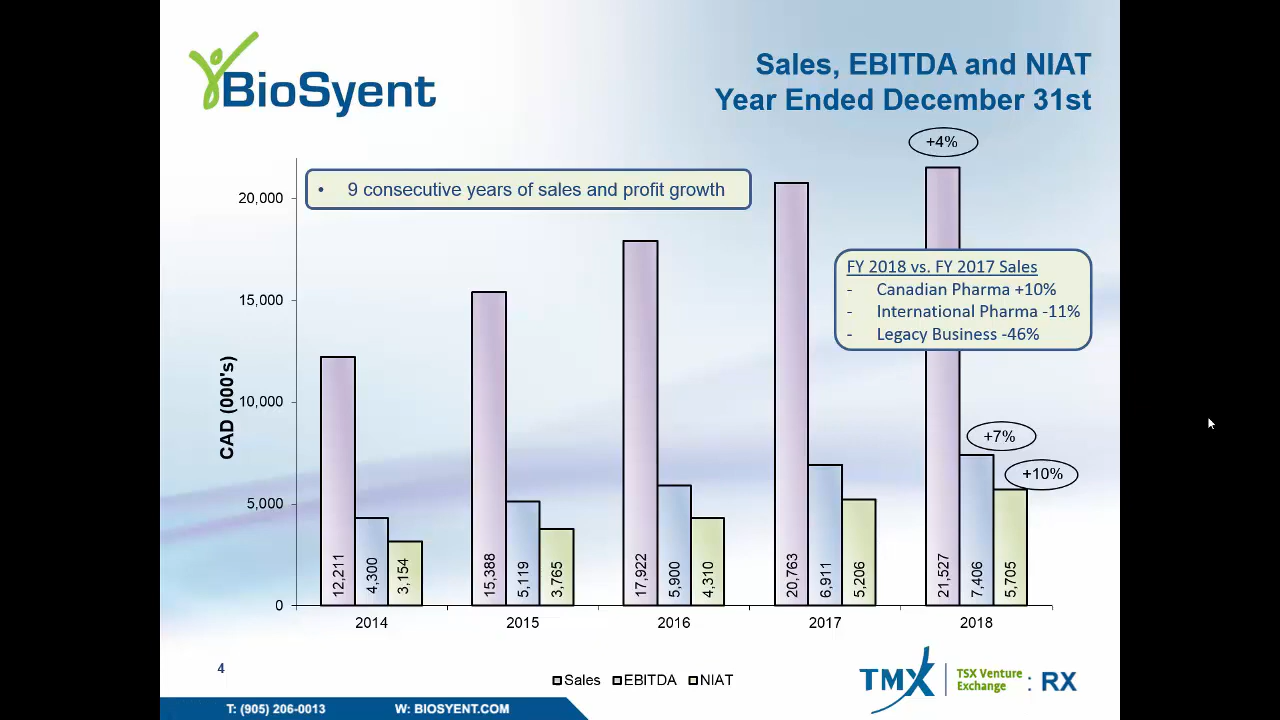 BioSyent
Sales, EBITDA and NIAT
Year Ended December 31st
+4%
• 9 consecutive years of sales and profit growth
FY 2018 vs. FY 2017 Sales
- Canadian Pharma +10%
- International Pharma -11%
- Legacy Business -46%
CAD (000's)
20,000
15,000
10,000
5,000
0
+7%
+10%
12,211
4,300
3,154
15,388
5,119
3,765
17,922
5,900
4,310
20,763
6,911
5,206
21,527
7,406
5,705
2014
2015
2016
2017
2018
4
Sales
EBITDA
NIAT
TMX
TSX Venture
Exchange
: RX
T: (905) 206-0013
W: BIOSYENT.COM